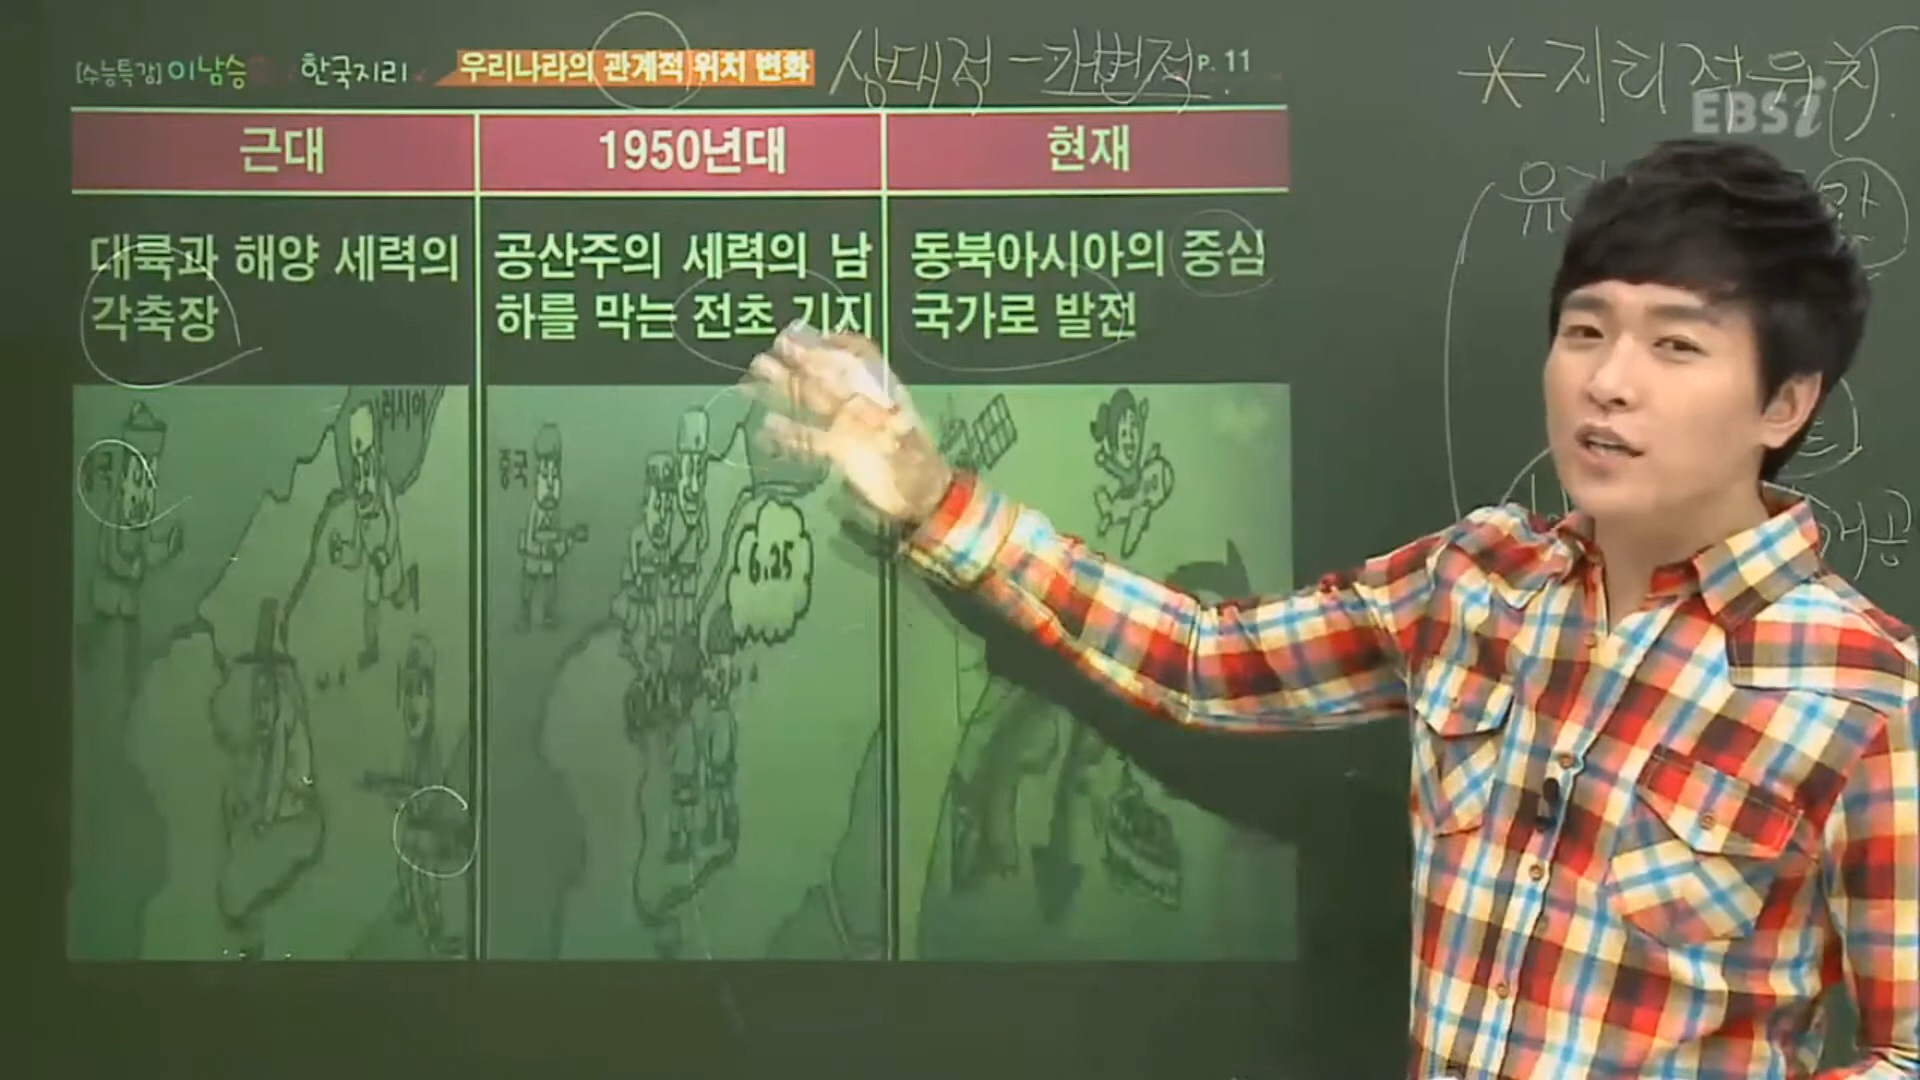 [수능특강] 이남승 한국지리 우리나라의 관계적 위치 변화 상대적 - 가변적 P. 11
근대 1950년대 현재
대륙과 해양 세력의
각축장
공산주의 세력의 남
하를 막는 전초 기지
동북아시아의 중심
국가로 발전
중국
러시아
중국
6.25
* 지리적 위치
EBSi